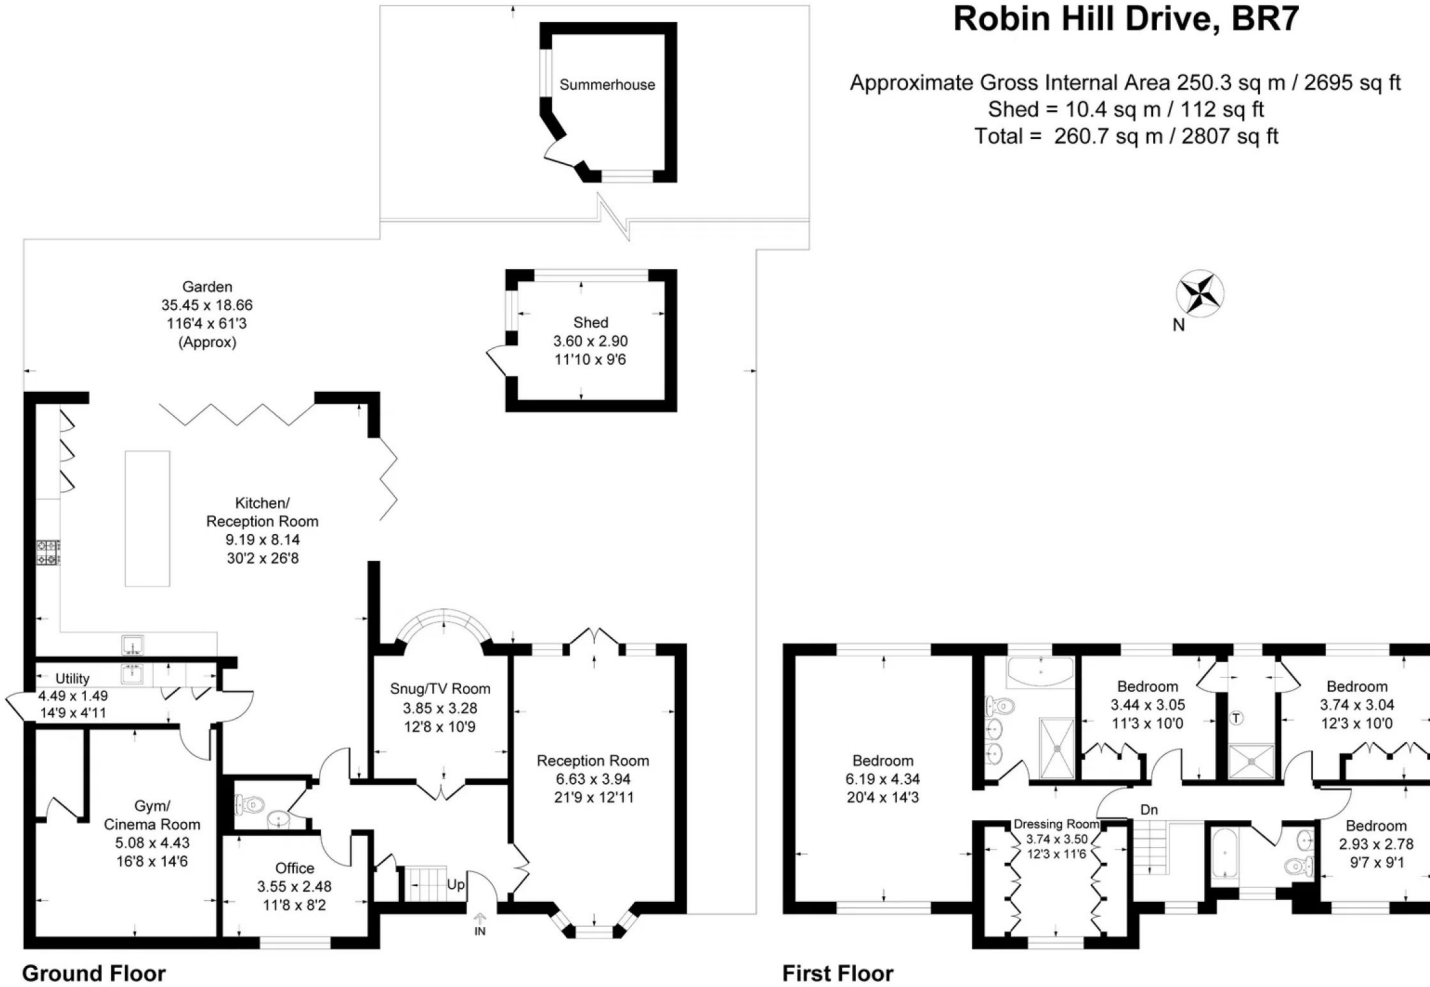 Robin Hill Drive, BR7
Approximate Gross Internal Area 250.3 sq m / 2695 sq ft
Shed = 10.4 sq m / 112 sq ft
Total = 260.7 sq m / 2807 sq ft
Summerhouse
Garden
35.45 x 18.66
116'4 x 61'3
(Approx)
Shed
3.60 x 2.90
11'10 x 9'6
N
Kitchen/
Reception Room
9.19 x 8.14
30'2 x 26'8
Utility
4.49 x 1.49
14'9 x 4'11
Snug/TV Room
3.85 x 3.28
12'8 x 10'9
Reception Room
6.63 x 3.94
21'9 x 12'11
Gym/
Cinema Room
5.08 x 4.43
16'8 x 14'6
Office
3.55 x 2.48
11'8 x 8'2
Up
IN
Ground Floor
Bedroom
6.19 x 4.34
20'4 x 14'3
Bedroom
3.44 x 3.05
11'3 x 10'0
T
Bedroom
3.74 x 3.04
12'3 x 10'0
Dn
Dressing Room
3.74 x 3.50
12'3 x 11'6
Bedroom
2.93 x 2.78
9'7 x 9'1
First Floor